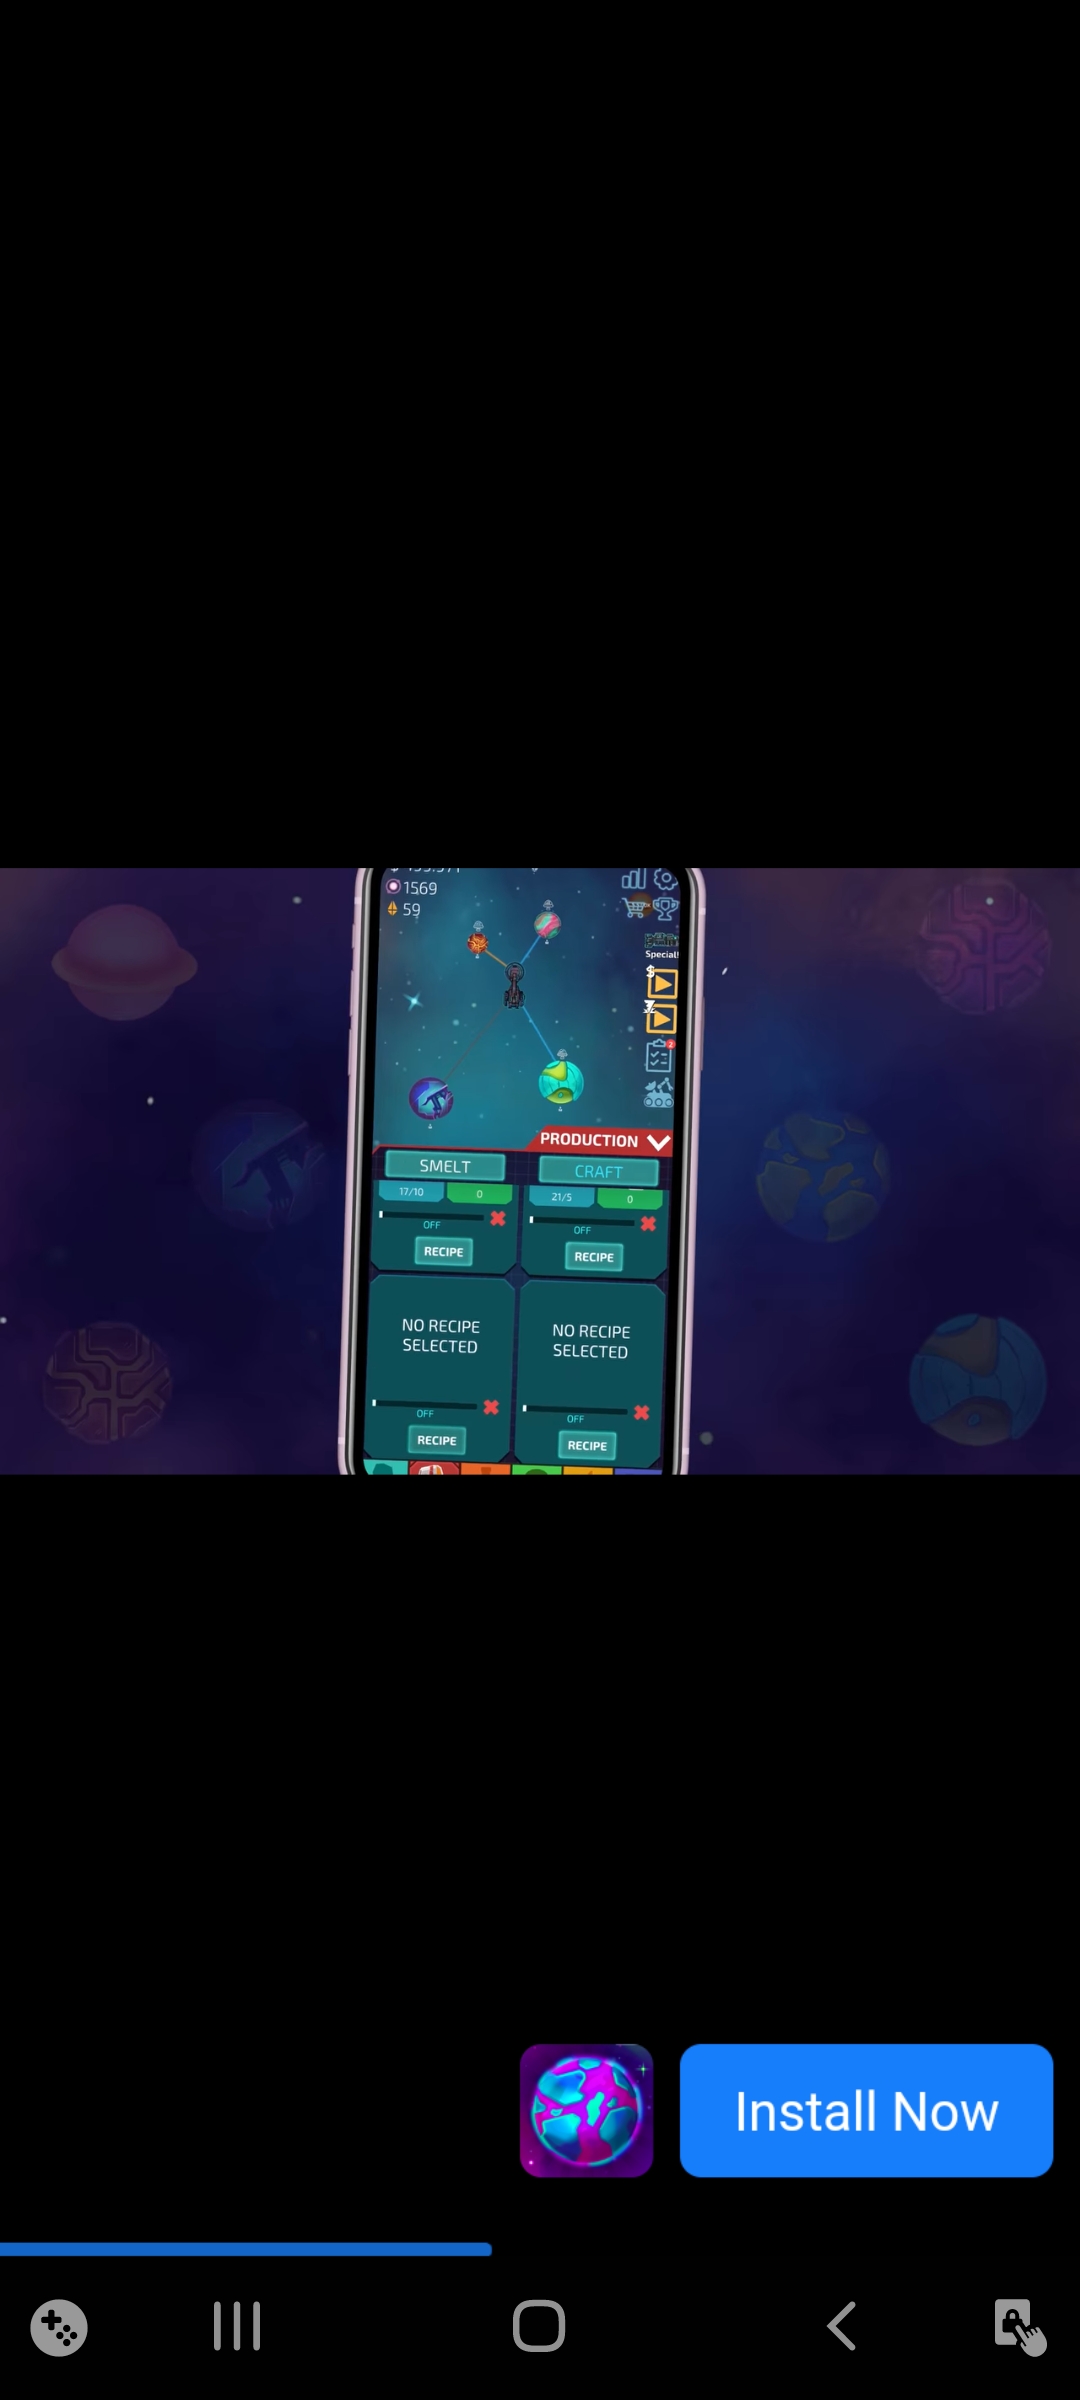 1569
59
Special!
PRODUCTION
SMELT
CRAFT
17/10
0
21/5
0
OFF
OFF
RECIPE
RECIPE
NO RECIPE
SELECTED
NO RECIPE
SELECTED
OFF
OFF
RECIPE
RECIPE
Install Now